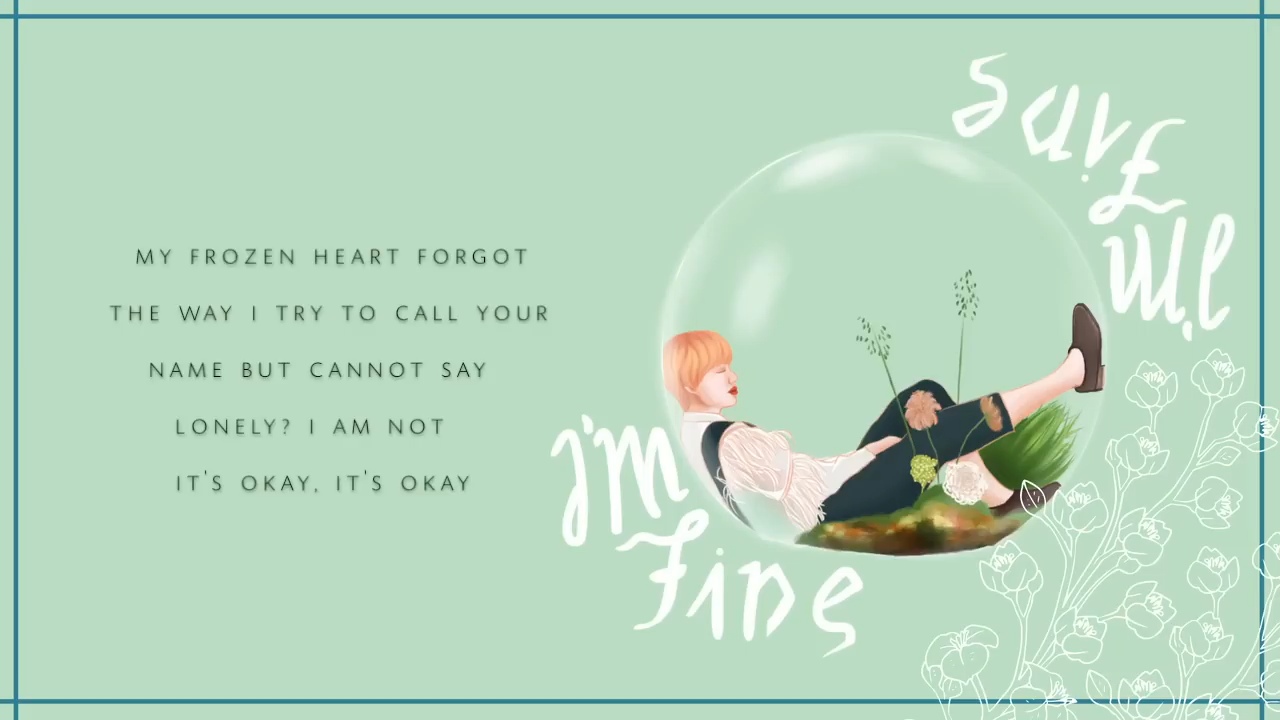 MY FROZEN HEART FORGOT
THE WAY I TRY TO CALL YOUR
NAME BUT CANNOT SAY
LONELY? I AM NOT
IT'S OKAY, IT'S OKAY
save
me
I'm
Fine